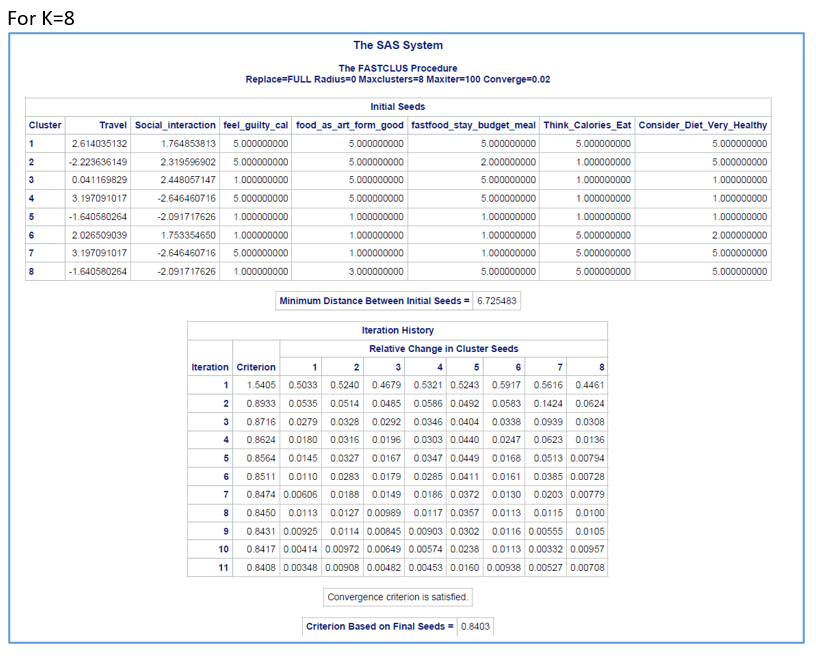 For K=8
The SAS System
The FASTCLUS Procedure
Replace=FULL Radius=0 Maxclusters=8 Maxiter=100 Converge=0.02
Initial Seeds
Cluster Travel Social_interaction feel_guilty_cal food_as_art_form_good fastfood_stay_budget_meal Think_Calories_Eat Consider_Diet_Very_Healthy
1 2.614035132 1.764853813 5.000000000 5.000000000 5.000000000 5.000000000 5.000000000
2 -2.223636149 2.319596902 5.000000000 5.000000000 2.000000000 1.000000000 5.000000000
3 0.041169829 2.448057147 1.000000000 5.000000000 5.000000000 1.000000000 1.000000000
4 3.197091017 -2.646460716 5.000000000 5.000000000 5.000000000 1.000000000 1.000000000
5 -1.640580264 -2.091717626 1.000000000 1.000000000 1.000000000 1.000000000 1.000000000
6 2.026509039 1.753354650 1.000000000 1.000000000 1.000000000 5.000000000 2.000000000
7 3.197091017 -2.646460716 5.000000000 1.000000000 1.000000000 5.000000000 5.000000000
8 -1.640580264 -2.091717626 1.000000000 3.000000000 5.000000000 5.000000000 5.000000000
Minimum Distance Between Initial Seeds = 6.725483
Iteration History
Relative Change in Cluster Seeds
Iteration Criterion 1 2 3 4 5 6 7 8
1 1.5405 0.5033 0.5240 0.4679 0.5321 0.5243 0.5917 0.5616 0.4461
2 0.8933 0.0535 0.0514 0.0485 0.0586 0.0492 0.0583 0.1424 0.0624
3 0.8716 0.0279 0.0328 0.0292 0.0346 0.0404 0.0338 0.0939 0.0308
4 0.8624 0.0180 0.0316 0.0196 0.0303 0.0440 0.0247 0.0623 0.0136
5 0.8564 0.0145 0.0327 0.0167 0.0347 0.0449 0.0168 0.0513 0.00794
6 0.8511 0.0110 0.0283 0.0179 0.0285 0.0411 0.0161 0.0385 0.00728
7 0.8474 0.00606 0.0188 0.0149 0.0186 0.0372 0.0130 0.0203 0.00779
8 0.8450 0.0113 0.0127 0.00989 0.0117 0.0357 0.0113 0.0115 0.0100
9 0.8431 0.00925 0.0114 0.00845 0.00903 0.0302 0.0116 0.00555 0.0105
10 0.8417 0.00414 0.00972 0.00649 0.00574 0.0238 0.0113 0.00332 0.00957
11 0.8408 0.00348 0.00908 0.00482 0.00453 0.0160 0.00938 0.00527 0.00708
Convergence criterion is satisfied.
Criterion Based on Final Seeds = 0.8403